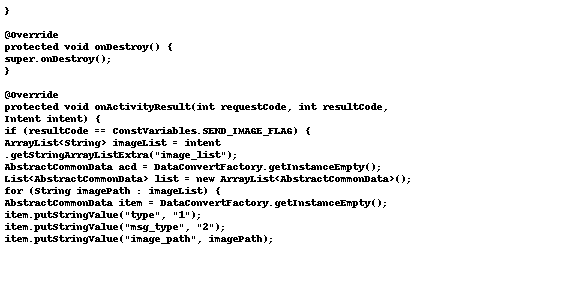 }
@Override
protected void onDestroy() {
super.onDestroy();
}
@Override
protected void onActivityResult(int requestCode, int resultCode,
Intent intent) {
if (resultCode == ConstVariables.SEND_IMAGE_FLAG) {
ArrayList<String> imageList = intent
.getStringArrayListExtra("image_list");
AbstractCommonData acd = DataConvertFactory.getInstanceEmpty();
List<AbstractCommonData> list = new ArrayList<AbstractCommonData>();
for (String imagePath : imageList) {
AbstractCommonData item = DataConvertFactory.getInstanceEmpty();
item.putStringValue("type", "1");
item.putStringValue("msg_type", "2");
item.putStringValue("image_path", imagePath);